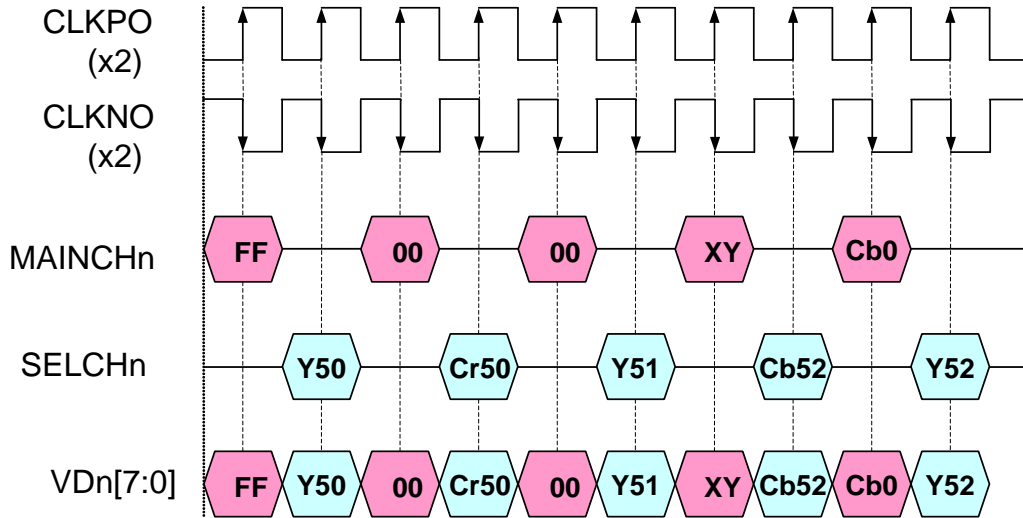 CLKPO
(x2)
CLKNO
(x2)
MAINCHn FF 00 00 XY Cb0
SELCHn Y50 Cr50 Y51 Cb52 Y52
VDn[7:0] FF Y50 00 Cr50 00 Y51 XY Cb52 Cb0 Y52